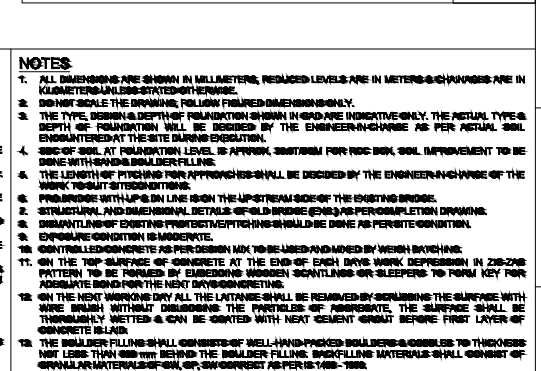 NOTES
1. ALL DIMENSIONS ARE SHOWN IN MILLIMETERS, REDUCED LEVELS ARE IN METERS & CHAINAGES ARE IN
KILOMETERS UNLESS STATED OTHERWISE.
2. DO NOT SCALE THE DRAWING, FOLLOW FIGURED DIMENSIONS ONLY.
3. THE TYPE, DESIGN & DEPTH OF FOUNDATION SHOWN IN GAD ARE INDICATIVE ONLY. THE ACTUAL TYPE &
DEPTH OF FOUNDATION WILL BE DECIDED BY THE ENGINEER-IN-CHARGE AS PER ACTUAL SOIL
ENCOUNTERED AT THE SITE DURING EXECUTION.
4. SBC OF SOIL AT FOUNDATION LEVEL IS APPROX. FOR RCC BOX, SOIL IMPROVEMENT TO BE
DONE WITH SAND & BOULDER FILLING.
5. THE LENGTH OF PITCHING FOR APPROACHES SHALL BE DECIDED BY THE ENGINEER-IN-CHARGE OF THE
WORK TO SUIT SITE CONDITIONS.
6. PRO.BRIDGE WITH UP & DN LINE IS ON THE UP STREAM SIDE OF THE EXISTING BRIDGE.
7. STRUCTURAL AND DIMENSIONAL DETAILS OF OLD BRIDGE (EXG.) AS PER COMPLETION DRAWING.
8. DISMANTLING OF EXISTING PROTECTIVE/PITCHING SHOULD BE DONE AS PER SITE CONDITION.
9. EXPOSURE CONDITION IS MODERATE.
10. CONTROLLED CONCRETE AS PER DESIGN MIX TO BE USED AND MIXED BY WEIGH BATCHING.
11. ON THE TOP SURFACE OF CONCRETE AT THE END OF EACH DAYS WORK DEPRESSION IN ZIG-ZAG
PATTERN TO BE FORMED BY EMBEDDING WOODEN SCANTLINGS OR SLEEPERS TO FORM KEY FOR
ADEQUATE BOND FOR THE NEXT DAYS CONCRETING.
12. ON THE NEXT WORKING DAY ALL THE LAITANCE SHALL BE REMOVED BY SCRUBBING THE SURFACE WITH
WIRE BRUSH WITHOUT DISLODGING THE PARTICLES OF AGGREGATE, THE SURFACE SHALL BE
THOROUGHLY WETTED & CAN BE COATED WITH NEAT CEMENT GROUT BEFORE FIRST LAYER OF
CONCRETE IS LAID.
13. THE BOULDER FILLING SHALL CONSISTS OF WELL-HAND-PACKED BOULDERS & COBBLES TO THICKNESS
NOT LESS THAN 600 mm BEHIND THE BOULDER FILLING. BACKFILLING MATERIALS SHALL CONSIST OF
GRANULAR MATERIALS OF GW, GP, SW CORRECT AS PER IS 1498 - 1970.